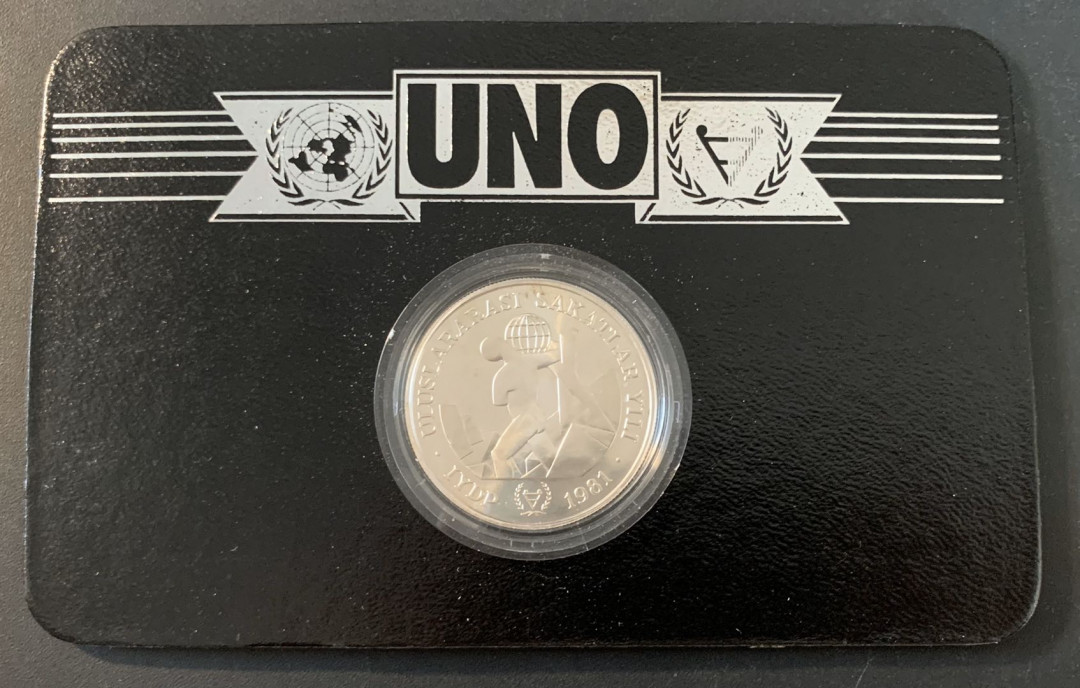 UNO
ULUSLARARASI SAKATLAR YILI
· IYDP 1981 ·